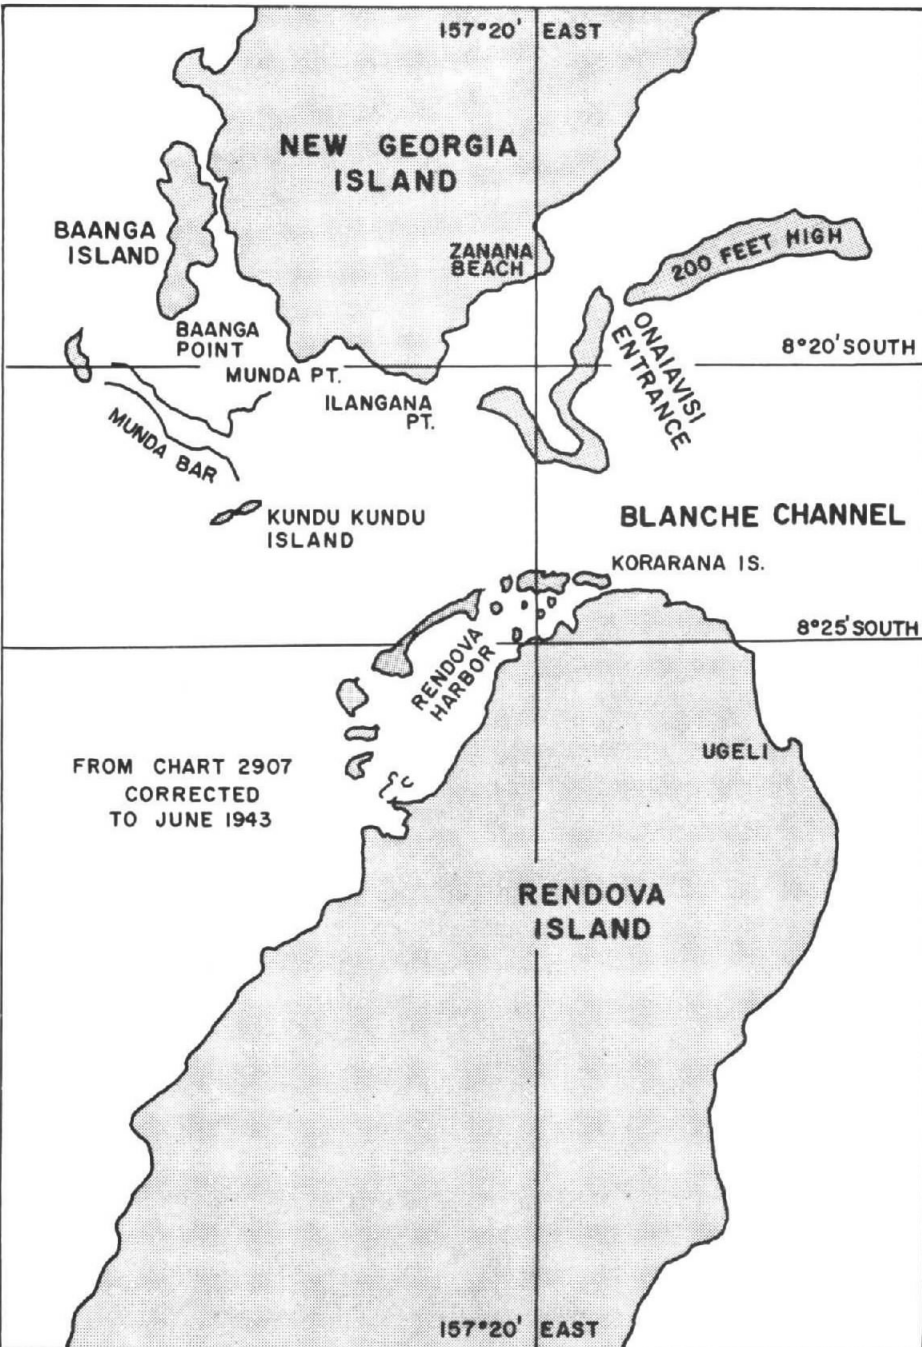 157°20' EAST
NEW GEORGIA
ISLAND
BAANGA
ISLAND
ZANANA
BEACH
200 FEET HIGH
ONAIAVISI
ENTRANCE
BAANGA
POINT
8°20' SOUTH
MUNDA PT.
ILANGANA
PT.
MUNDA BAR
KUNDU KUNDU
ISLAND
BLANCHE CHANNEL
KORARANA IS.
8°25' SOUTH
RENDOVA
HARBOR
UGELI
FROM CHART 2907
CORRECTED
TO JUNE 1943
RENDOVA
ISLAND
157°20' EAST